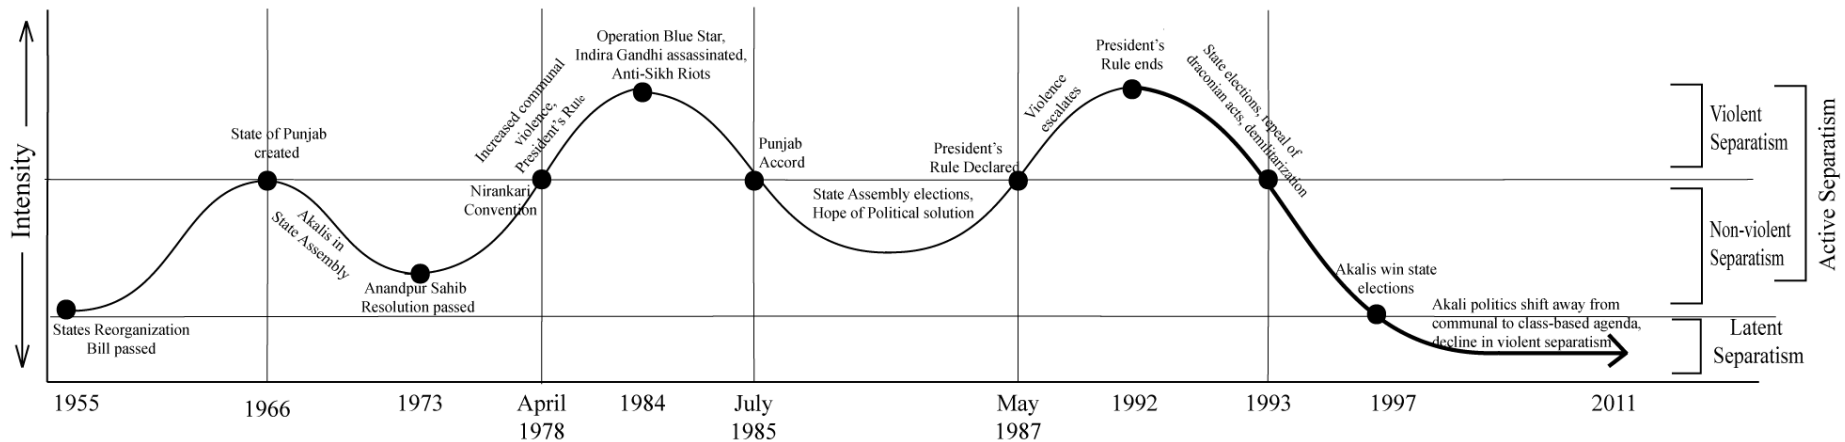 Intensity
States Reorganization
Bill passed
State of Punjab
created
Akalis in
State Assembly
Anandpur Sahib
Resolution passed
Nirankari
Convention
Increased communal
violence,
President's Rule
Operation Blue Star,
Indira Gandhi assassinated,
Anti-Sikh Riots
Punjab
Accord
State Assembly elections,
Hope of Political solution
President's
Rule Declared
Violence
escalates
President's
Rule ends
State elections, repeal of
draconian acts, demilitarization
Akalis win state
elections
Akali politics shift away from
communal to class-based agenda,
decline in violent separatism
Violent
Separatism
Non-violent
Separatism
Active Separatism
Latent
Separatism
1955
1966
1973
April
1978
1984
July
1985
May
1987
1992
1993
1997
2011